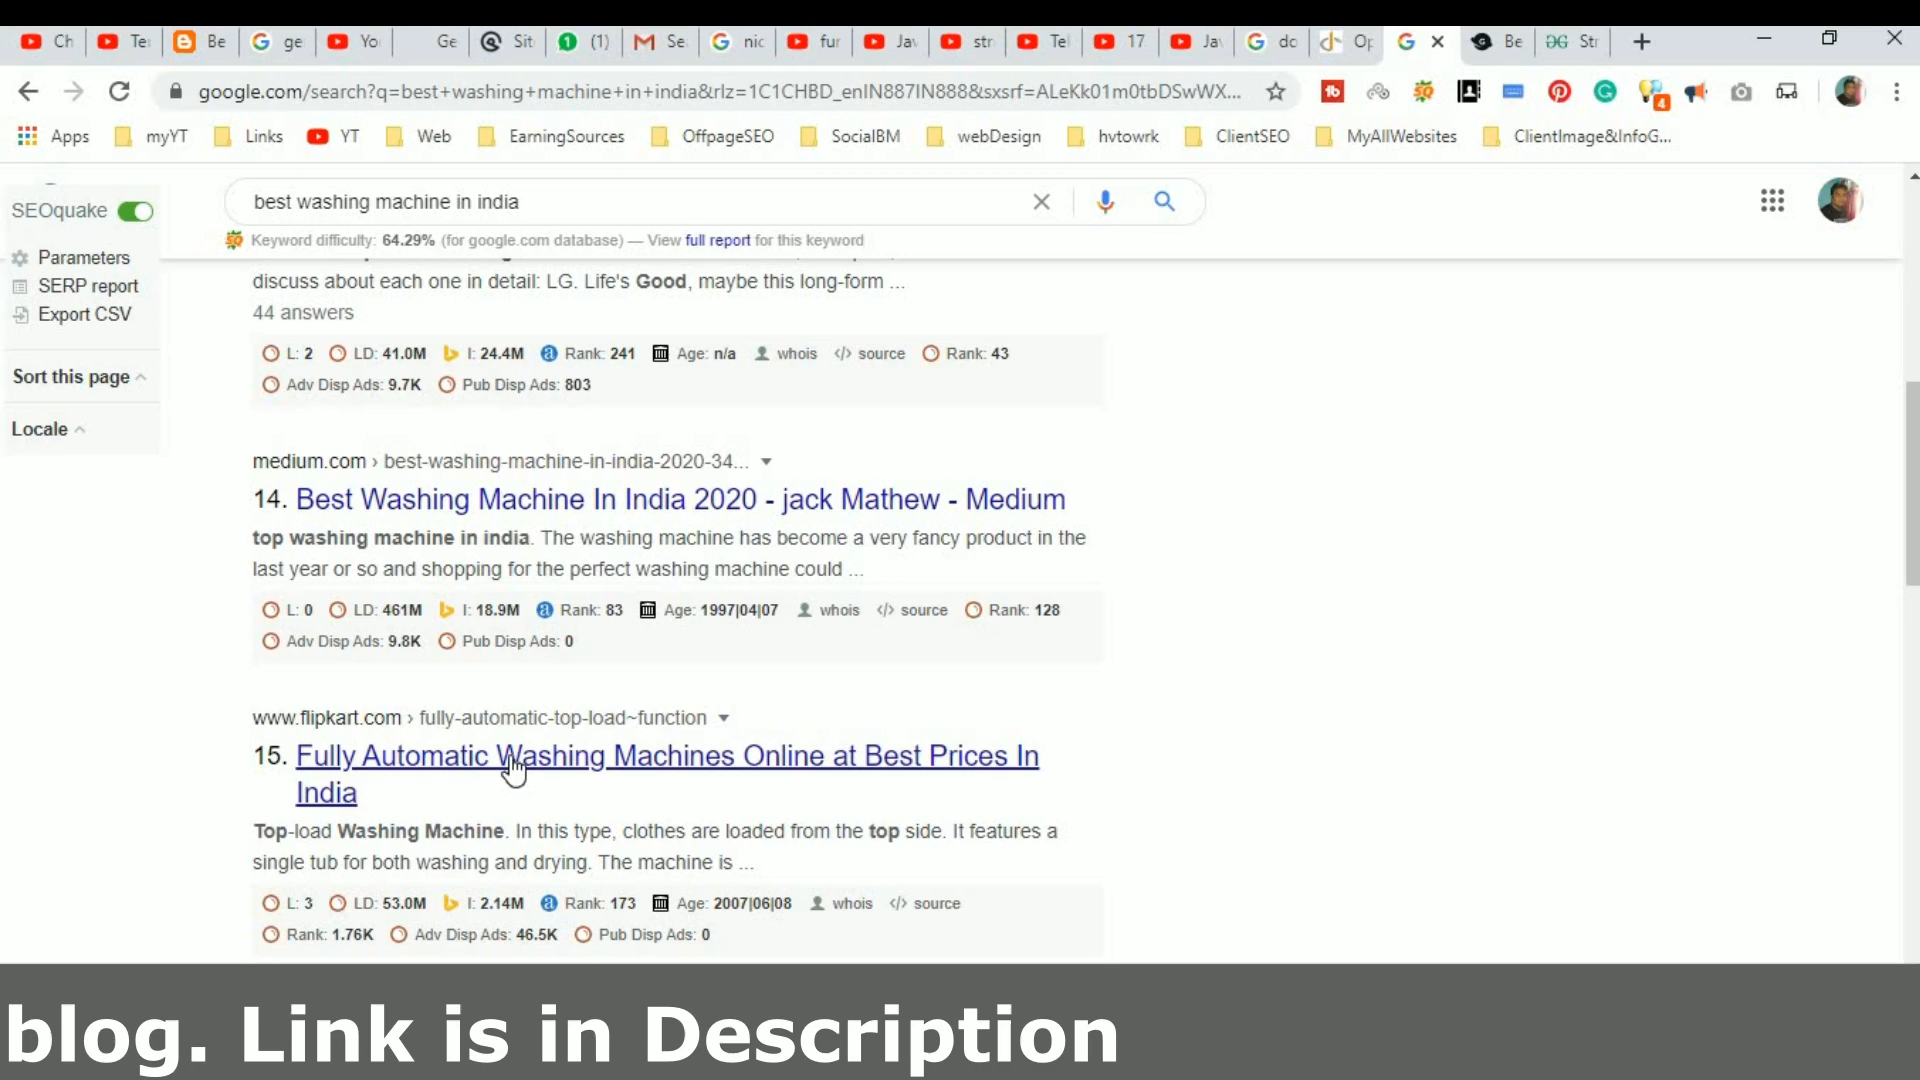 Ch Te Be ge Yo Ge Sit (1) Se nic fur Jav str Tel 17 Jav do Op Be Str
google.com/search?q=best+washing+machine+in+india&rlz=1C1CHBD_enIN887IN888&sxsrf=ALeKk01m0tbDSwWX...
Apps myYT Links YT Web EarningSources OffpageSEO SocialBM webDesign hvtowrk ClientSEO MyAllWebsites ClientImage&InfoG...
SEOquake
Parameters
SERP report
Export CSV
Sort this page
Locale
best washing machine in india
Keyword difficulty: 64.29% (for google.com database) — View full report for this keyword
discuss about each one in detail: LG. Life's Good, maybe this long-form ...
44 answers
L: 2 LD: 41.0M I: 24.4M Rank: 241 Age: n/a whois </> source Rank: 43
Adv Disp Ads: 9.7K Pub Disp Ads: 803
medium.com › best-washing-machine-in-india-2020-34...
14. Best Washing Machine In India 2020 - jack Mathew - Medium
top washing machine in india. The washing machine has become a very fancy product in the
last year or so and shopping for the perfect washing machine could ...
L: 0 LD: 461M I: 18.9M Rank: 83 Age: 1997|04|07 whois </> source Rank: 128
Adv Disp Ads: 9.8K Pub Disp Ads: 0
www.flipkart.com › fully-automatic-top-load~function
15. Fully Automatic Washing Machines Online at Best Prices In
India
Top-load Washing Machine. In this type, clothes are loaded from the top side. It features a
single tub for both washing and drying. The machine is ...
L: 3 LD: 53.0M I: 2.14M Rank: 173 Age: 2007|06|08 whois </> source
Rank: 1.76K Adv Disp Ads: 46.5K Pub Disp Ads: 0
blog. Link is in Description